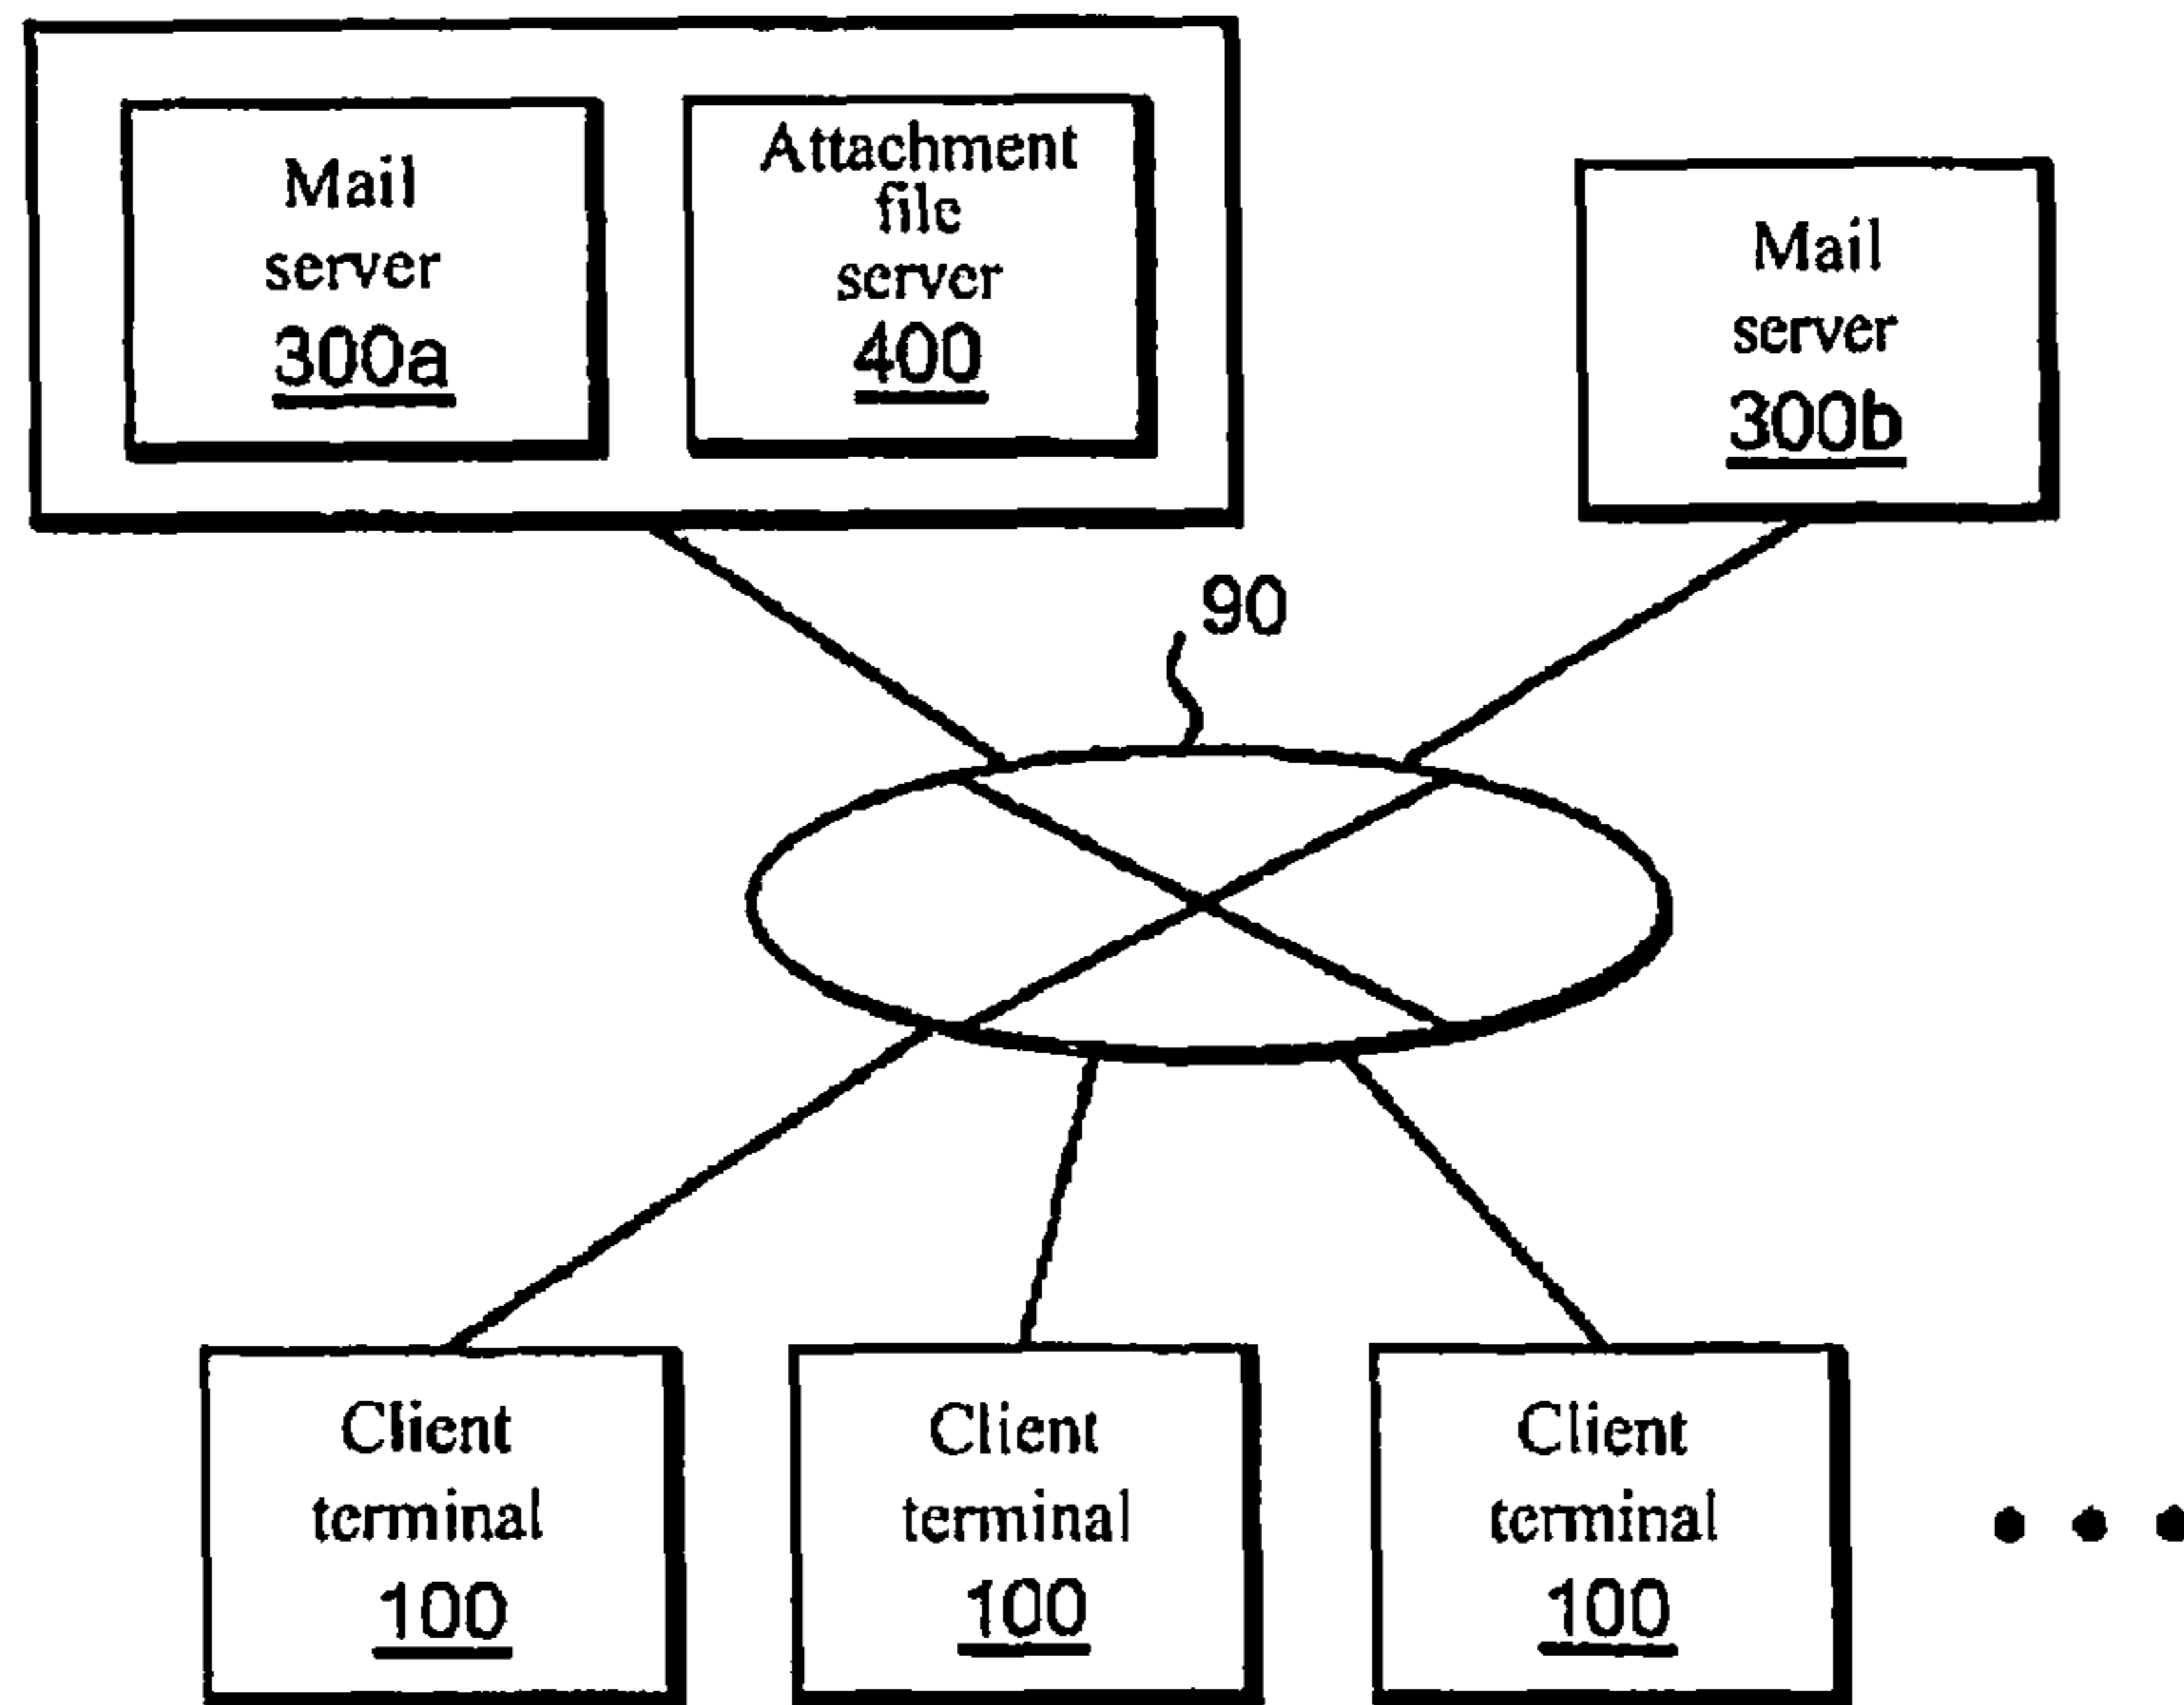 Mail
server
300a
Attachment
file
server
400
Mail
server
300b
90
Client
terminal
100
Client
terminal
100
Client
terminal
100